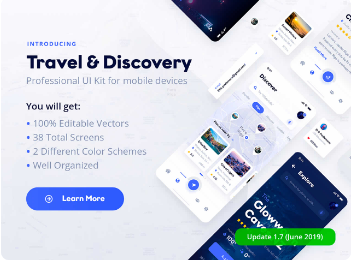 INTRODUCING
Travel & Discovery
Professional UI Kit for mobile devices
You will get:
• 100% Editable Vectors
• 38 Total Screens
• 2 Different Color Schemes
• Well Organized
Learn More
Discover
Explore
Update 1.7 (June 2019)